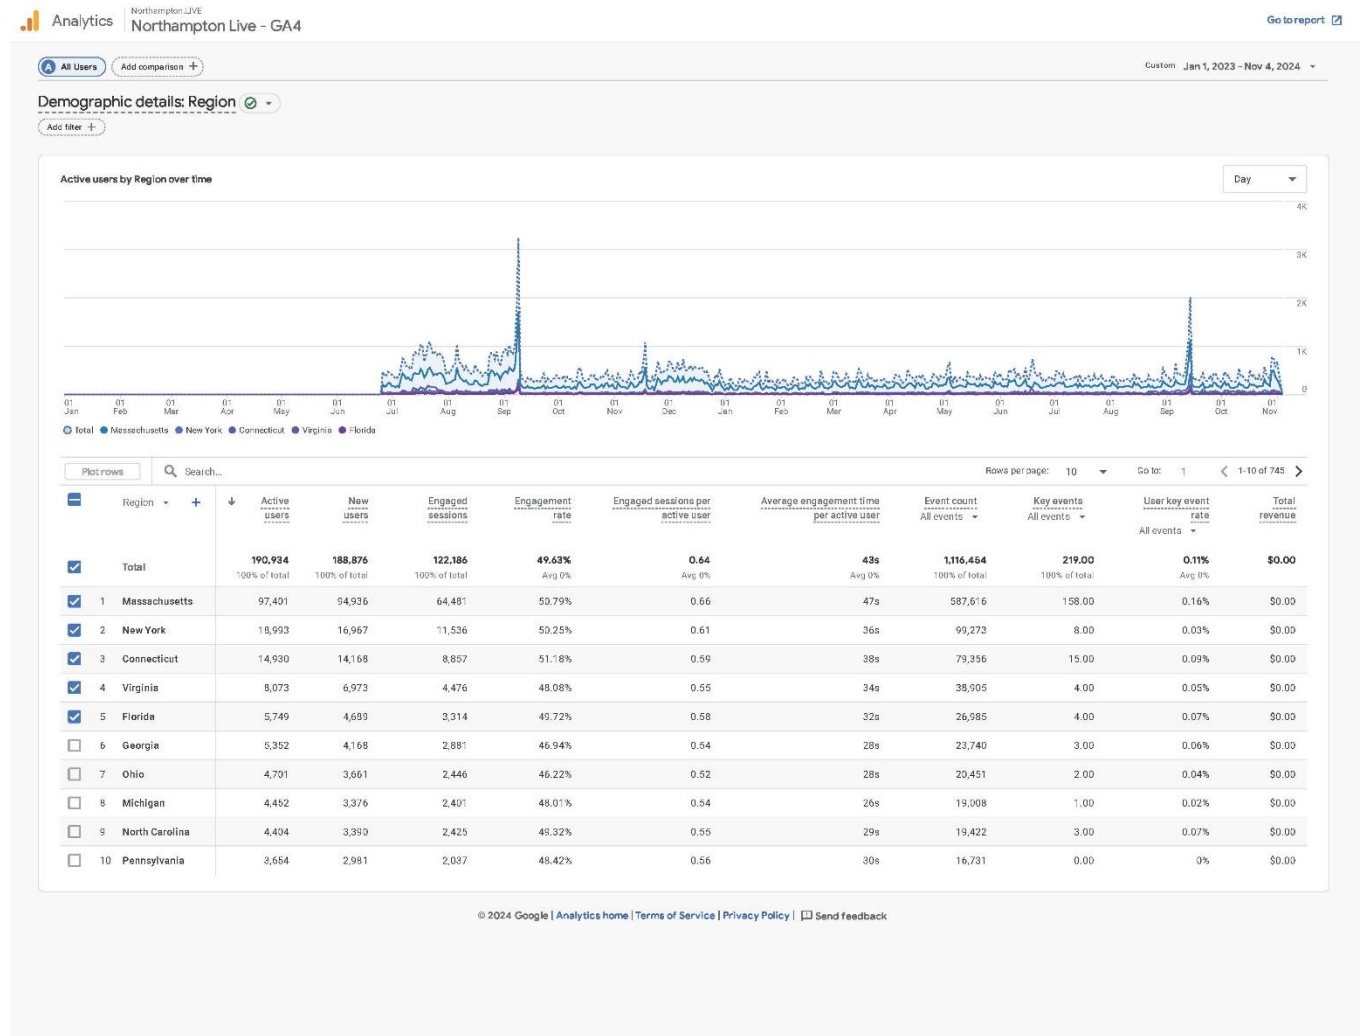 Analytics
Northampton.LIVE
Northampton Live - GA4
Go to report
A All Users
Add comparison +
Custom Jan 1, 2023 - Nov 4, 2024
Demographic details: Region
Add filter +
Active users by Region over time
Day
4K
3K
2K
1K
0
01 Jan 01 Feb 01 Mar 01 Apr 01 May 01 Jun 01 Jul 01 Aug 01 Sep 01 Oct 01 Nov 01 Dec 01 Jan 01 Feb 01 Mar 01 Apr 01 May 01 Jun 01 Jul 01 Aug 01 Sep 01 Oct 01 Nov
Total Massachusetts New York Connecticut Virginia Florida
Plot rows Search... Rows per page: 10 Go to: 1 1-10 of 745
Region + Active users New users Engaged sessions Engagement rate Engaged sessions per active user Average engagement time per active user Event count All events Key events All events User key event rate All events Total revenue
Total 190,934 188,876 122,186 49.63% 0.64 43s 1,116,454 219.00 0.11% $0.00
100% of total 100% of total 100% of total Avg 0% Avg 0% Avg 0% 100% of total 100% of total Avg 0%
1 Massachusetts 97,401 94,936 64,481 50.79% 0.66 47s 587,616 158.00 0.16% $0.00
2 New York 18,993 16,967 11,536 50.25% 0.61 36s 99,273 8.00 0.03% $0.00
3 Connecticut 14,930 14,168 8,857 51.18% 0.59 38s 79,356 15.00 0.09% $0.00
4 Virginia 8,073 6,973 4,476 48.08% 0.55 34s 38,905 4.00 0.05% $0.00
5 Florida 5,749 4,689 3,314 49.72% 0.58 32s 26,985 4.00 0.07% $0.00
6 Georgia 5,352 4,168 2,881 46.94% 0.54 28s 23,740 3.00 0.06% $0.00
7 Ohio 4,701 3,661 2,446 46.22% 0.52 28s 20,451 2.00 0.04% $0.00
8 Michigan 4,452 3,376 2,401 48.01% 0.54 26s 19,008 1.00 0.02% $0.00
9 North Carolina 4,404 3,390 2,425 49.32% 0.55 29s 19,422 3.00 0.07% $0.00
10 Pennsylvania 3,654 2,981 2,037 48.42% 0.56 30s 16,731 0.00 0% $0.00
© 2024 Google | Analytics home | Terms of Service | Privacy Policy | Send feedback